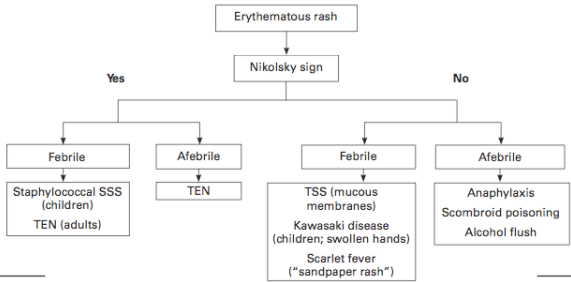 Erythematous rash
Nikolsky sign
Yes
No
Febrile
Afebrile
Febrile
Afebrile
Staphylococcal SSS
(children)
TEN (adults)
TEN
TSS (mucous
membranes)
Kawasaki disease
(children; swollen hands)
Scarlet fever
(“sandpaper rash”)
Anaphylaxis
Scombroid poisoning
Alcohol flush